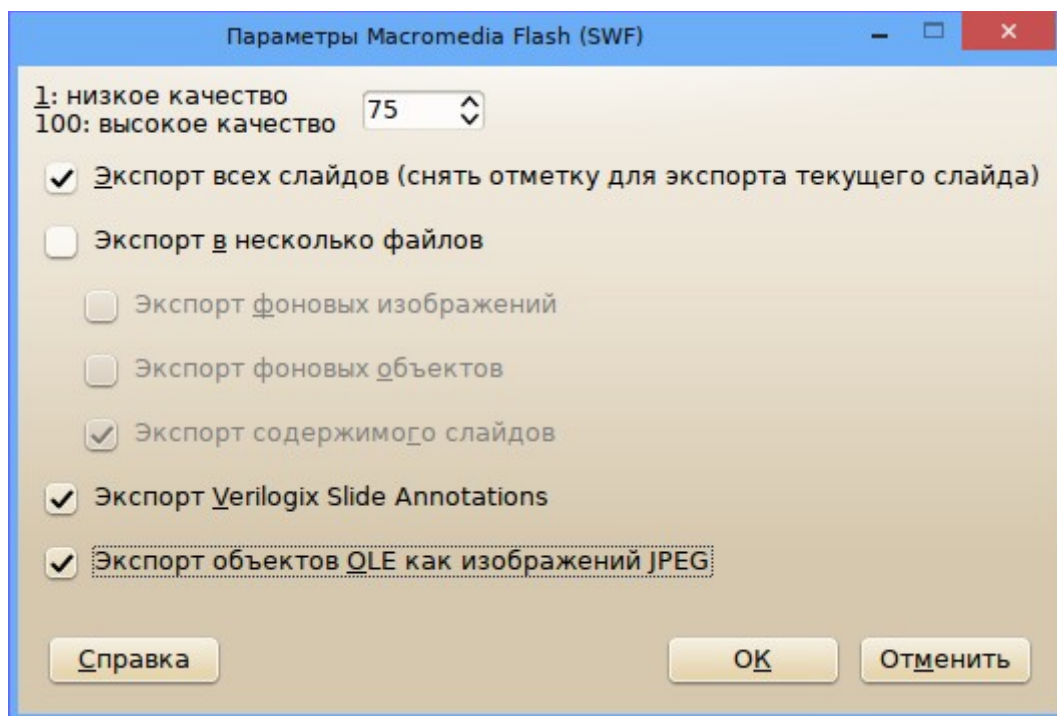 Параметры Macromedia Flash (SWF)
1: низкое качество
100: высокое качество
75
Экспорт всех слайдов (снять отметку для экспорта текущего слайда)
Экспорт в несколько файлов
Экспорт фоновых изображений
Экспорт фоновых объектов
Экспорт содержимого слайдов
Экспорт Verilogix Slide Annotations
Экспорт объектов OLE как изображений JPEG
Справка
OK
Отменить